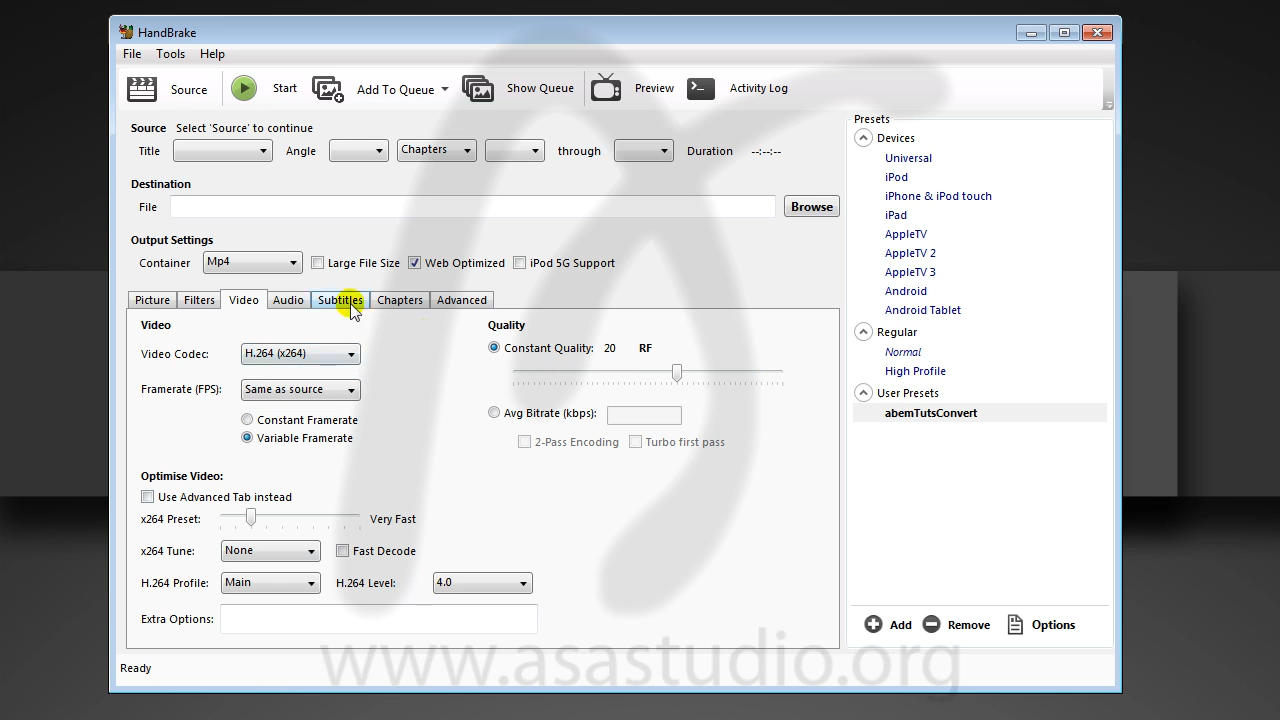 HandBrake
File Tools Help
Source Start Add To Queue Show Queue Preview Activity Log
Source Select 'Source' to continue
Title Angle Chapters through Duration --:--:--
Destination
File Browse
Output Settings
Container Mp4 Large File Size Web Optimized iPod 5G Support
Picture Filters Video Audio Subtitles Chapters Advanced
Video
Video Codec: H.264 (x264)
Framerate (FPS): Same as source
Constant Framerate
Variable Framerate
Quality
Constant Quality: 20 RF
Avg Bitrate (kbps):
2-Pass Encoding Turbo first pass
Optimise Video:
Use Advanced Tab instead
x264 Preset: Very Fast
x264 Tune: None Fast Decode
H.264 Profile: Main H.264 Level: 4.0
Extra Options:
Presets
Devices
Universal
iPod
iPhone & iPod touch
iPad
AppleTV
AppleTV 2
AppleTV 3
Android
Android Tablet
Regular
Normal
High Profile
User Presets
abemTutsConvert
Add Remove Options
Ready
www.asastudio.org